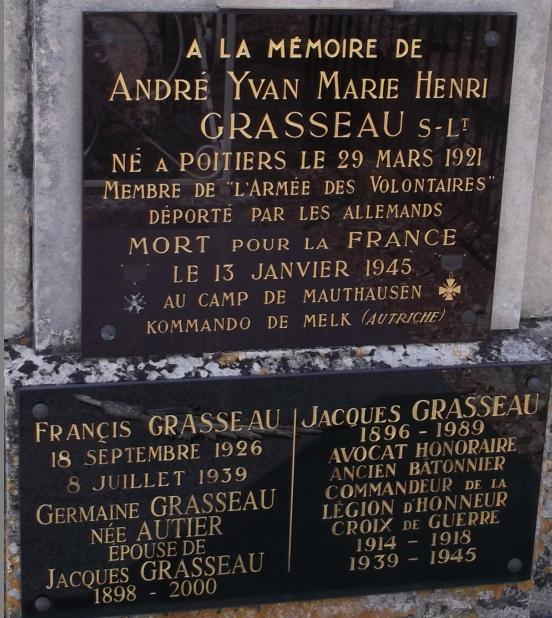 A LA MÉMOIRE DE
ANDRÉ YVAN MARIE HENRI
GRASSEAU S-LT
NÉ A POITIERS LE 29 MARS 1921
MEMBRE DE "L'ARMÉE DES VOLONTAIRES"
DÉPORTÉ PAR LES ALLEMANDS
MORT POUR LA FRANCE
LE 13 JANVIER 1945
AU CAMP DE MAUTHAUSEN
KOMMANDO DE MELK (AUTRICHE)
FRANÇIS GRASSEAU
18 SEPTEMBRE 1926
8 JUILLET 1939
GERMAINE GRASSEAU
NÉE AUTIER
ÉPOUSE DE
JACQUES GRASSEAU
1898 - 2000
JACQUES GRASSEAU
1896 - 1989
AVOCAT HONORAIRE
ANCIEN BÂTONNIER
COMMANDEUR DE LA
LÉGION D'HONNEUR
CROIX DE GUERRE
1914 - 1918
1939 - 1945